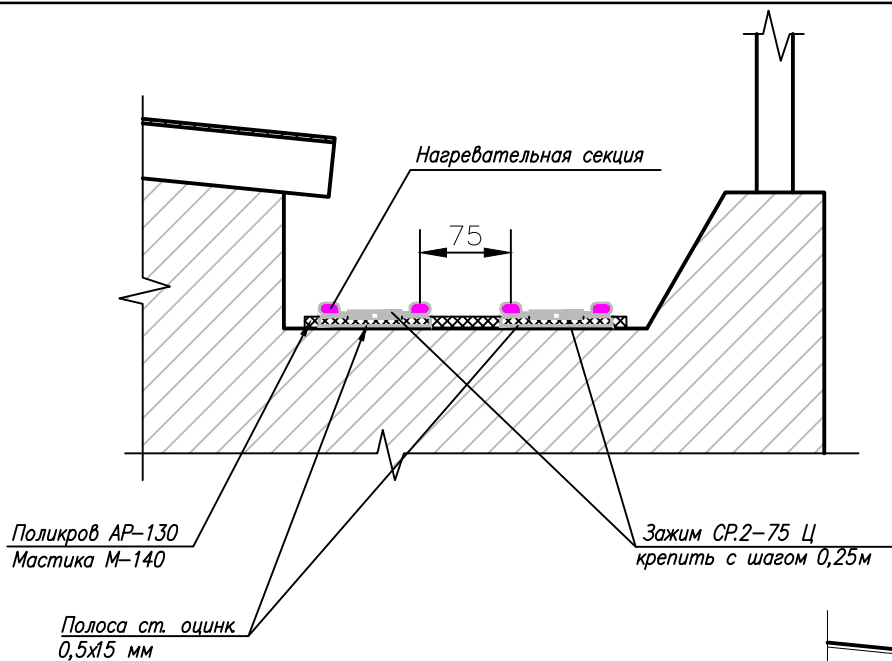 Нагревательная секция
75
Поликров АР-130
Мастика М-140
Зажим СР.2-75 Ц
крепить с шагом 0,25м
Полоса ст. оцинк
0,5х15 мм